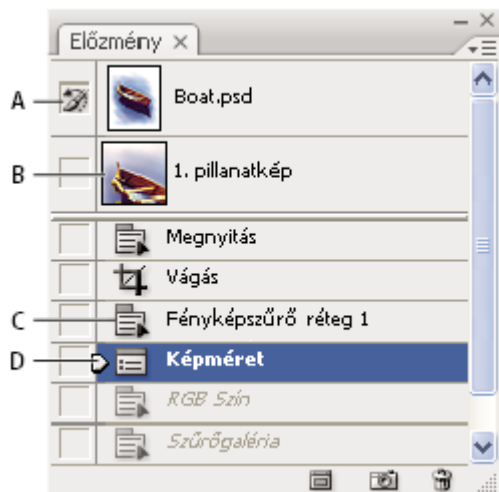 Előzmény
A
Boat.psd
B
1. pillanatkép
Megnyitás
Vágás
C
Fényképszűrő réteg 1
D
Képméret
RGB Szín
Szűrőgaléria